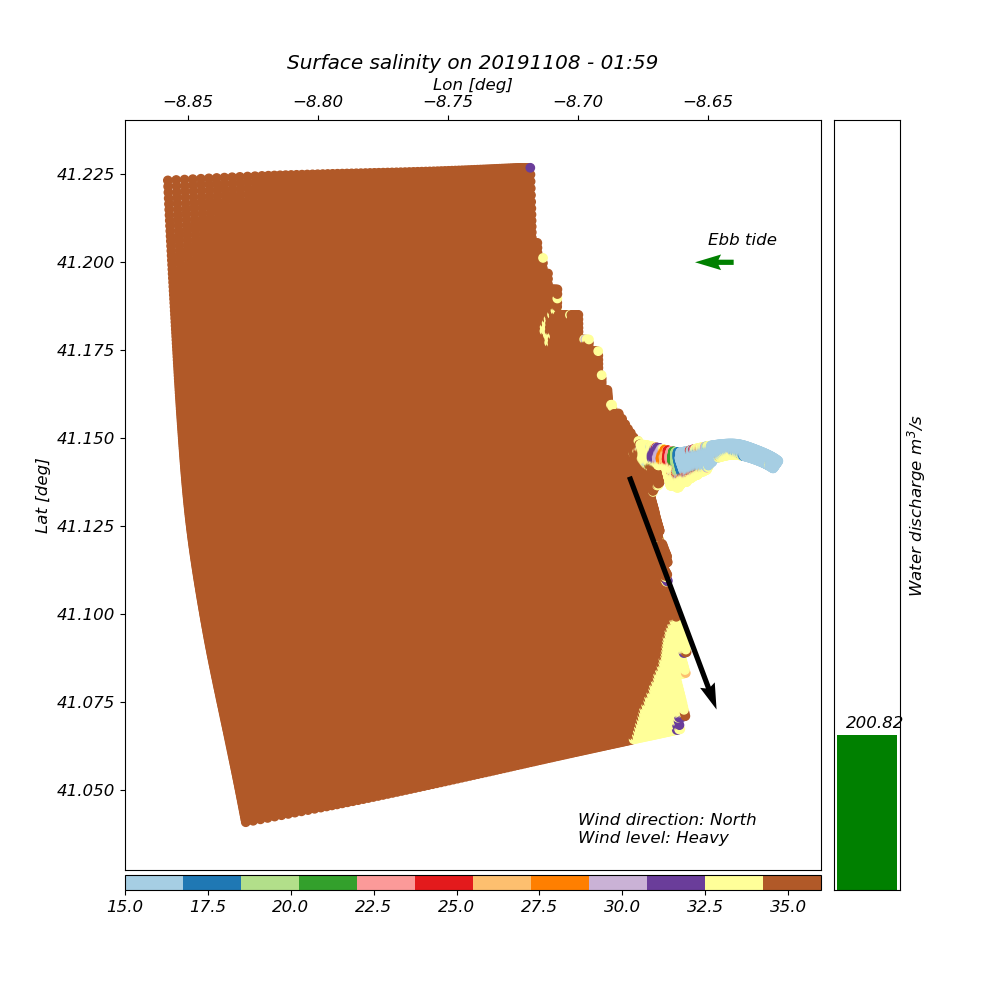 Surface salinity on 20191108 - 01:59
Lon [deg]
−8.85 −8.80 −8.75 −8.70 −8.65
41.225
41.200
41.175
41.150
41.125
41.100
41.075
41.050
Lat [deg]
Ebb tide
Wind direction: North
Wind level: Heavy
15.0 17.5 20.0 22.5 25.0 27.5 30.0 32.5 35.0
200.82
Water discharge m³/s